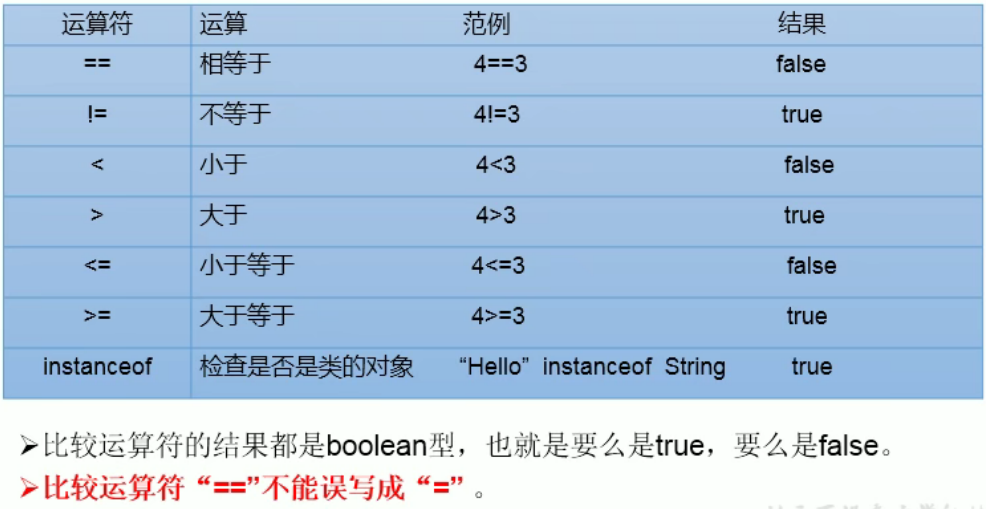 运算符 运算 范例 结果
== 相等于 4==3 false
!= 不等于 4!=3 true
< 小于 4<3 false
> 大于 4>3 true
<= 小于等于 4<=3 false
>= 大于等于 4>=3 true
instanceof 检查是否是类的对象 “Hello” instanceof String true
➢比较运算符的结果都是boolean型，也就是要么是true，要么是false。
➢比较运算符“==”不能误写成“=” 。